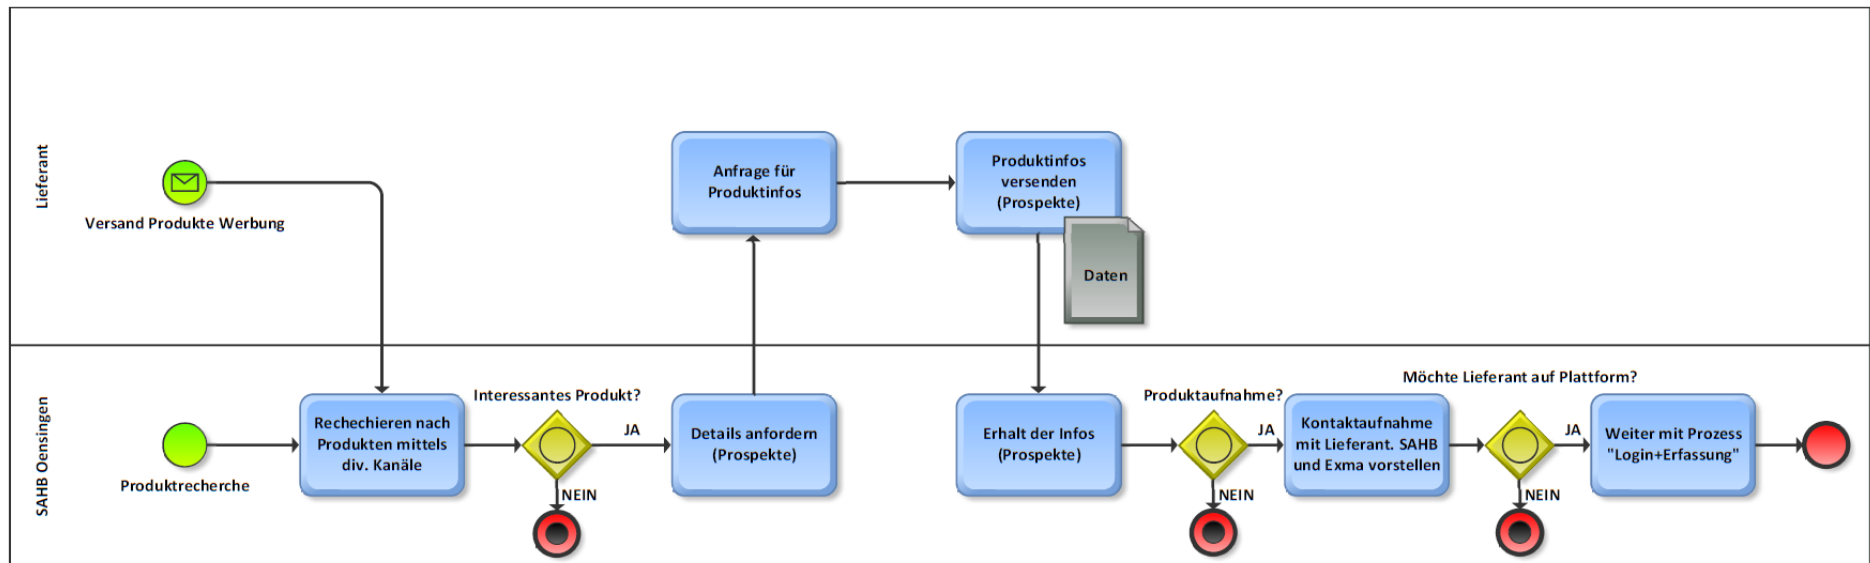 Lieferant
Versand Produkte Werbung
Anfrage für
Produktinfos
Produktinfos
versenden
(Prospekte)
Daten
SAHB Oensingen
Produktrecherche
Rechechieren nach
Produkten mittels
div. Kanäle
Interessantes Produkt?
JA
NEIN
Details anfordern
(Prospekte)
Erhalt der Infos
(Prospekte)
Produktaufnahme?
JA
NEIN
Kontaktaufnahme
mit Lieferant. SAHB
und Exma vorstellen
Möchte Lieferant auf Plattform?
JA
NEIN
Weiter mit Prozess
"Login+Erfassung"